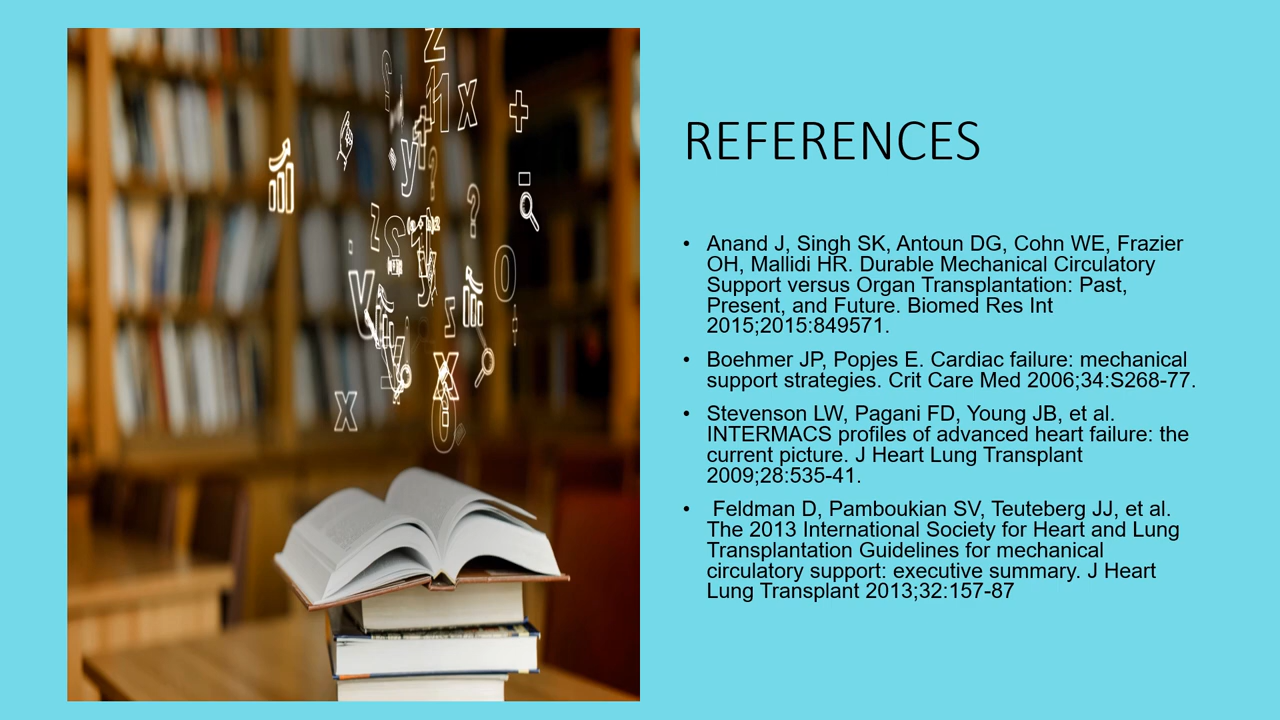 REFERENCES
• Anand J, Singh SK, Antoun DG, Cohn WE, Frazier
OH, Mallidi HR. Durable Mechanical Circulatory
Support versus Organ Transplantation: Past,
Present, and Future. Biomed Res Int
2015;2015:849571.
• Boehmer JP, Popjes E. Cardiac failure: mechanical
support strategies. Crit Care Med 2006;34:S268-77.
• Stevenson LW, Pagani FD, Young JB, et al.
INTERMACS profiles of advanced heart failure: the
current picture. J Heart Lung Transplant
2009;28:535-41.
• Feldman D, Pamboukian SV, Teuteberg JJ, et al.
The 2013 International Society for Heart and Lung
Transplantation Guidelines for mechanical
circulatory support: executive summary. J Heart
Lung Transplant 2013;32:157-87